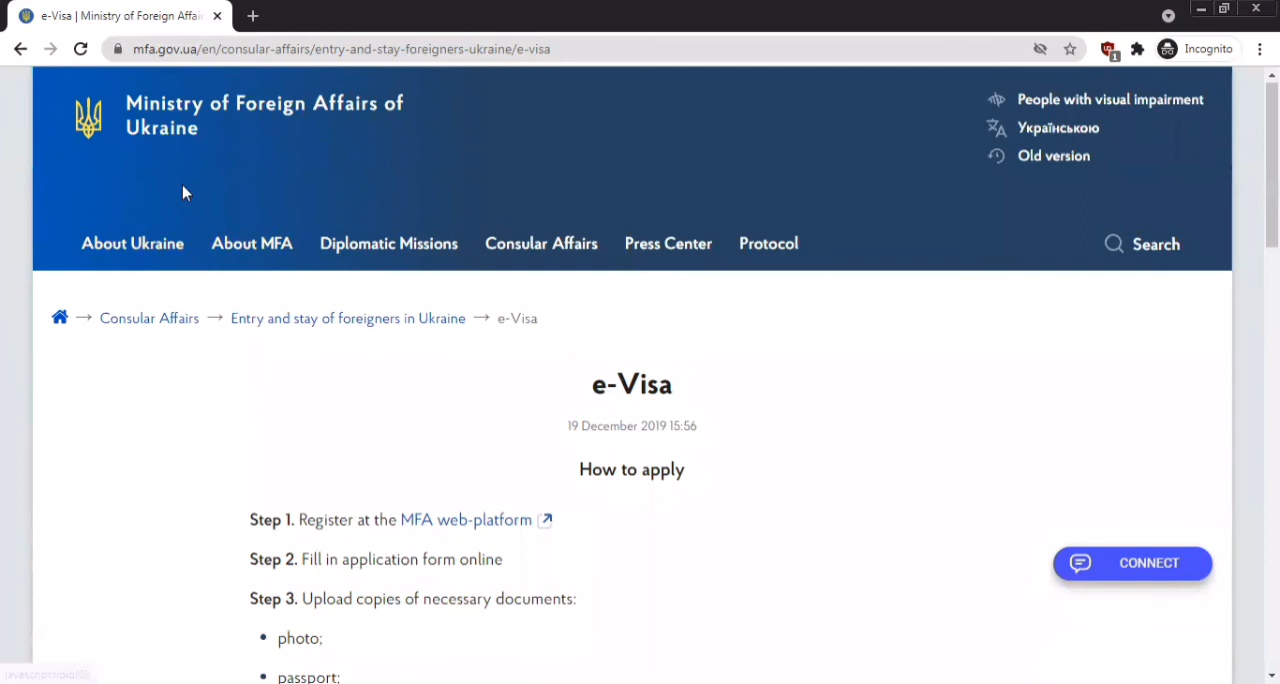 e-Visa | Ministry of Foreign Affai
mfa.gov.ua/en/consular-affairs/entry-and-stay-foreigners-ukraine/e-visa
1
Incognito
Ministry of Foreign Affairs of
Ukraine
People with visual impairment
Українською
Old version
About Ukraine About MFA Diplomatic Missions Consular Affairs Press Center Protocol Search
Consular Affairs → Entry and stay of foreigners in Ukraine → e-Visa
e-Visa
19 December 2019 15:56
How to apply
Step 1. Register at the MFA web-platform
Step 2. Fill in application form online
Step 3. Upload copies of necessary documents:
• photo;
• passport;
CONNECT